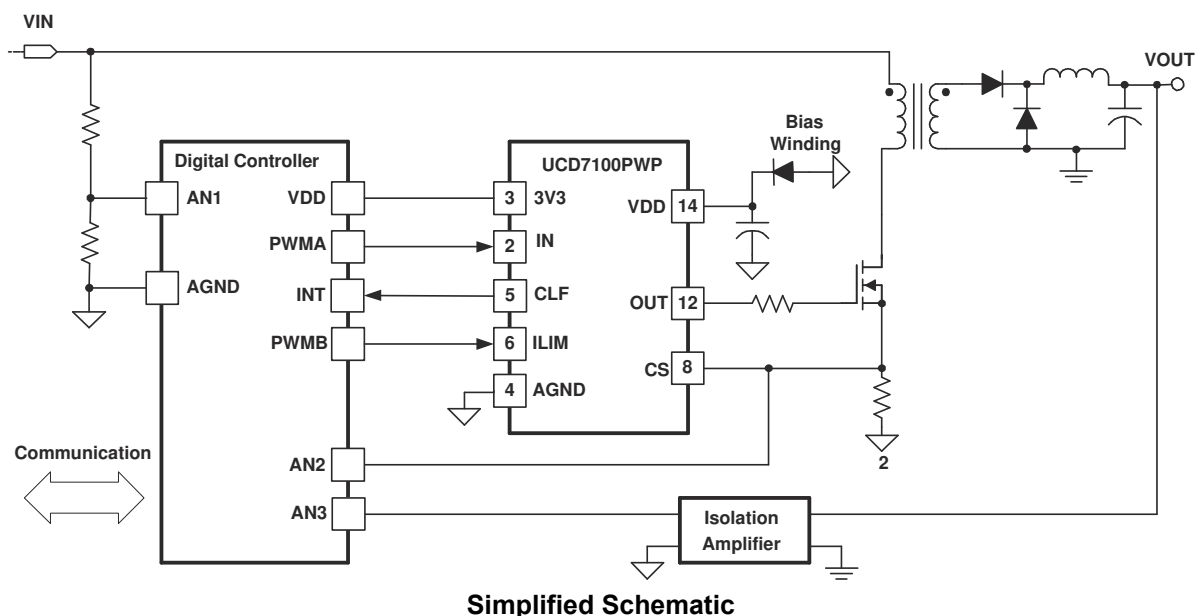 VIN
VOUT
Bias
Winding
Digital Controller
UCD7100PWP
AN1
VDD
3
3V3
VDD
14
PWMA
2
IN
AGND
INT
5
CLF
OUT
12
PWMB
6
ILIM
CS
8
4
AGND
Communication
AN2
2
AN3
Isolation
Amplifier
Simplified Schematic